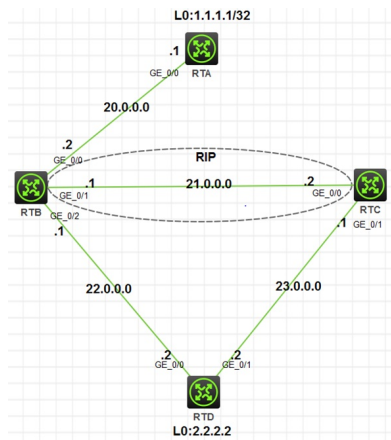 L0:1.1.1.1/32
.1
GE_0/0
RTA
20.0.0.0
.2
GE_0/0
RIP
.1
21.0.0.0
.2
GE_0/1
GE_0/0
RTB
RTC
GE_0/2
.1
.1
GE_0/1
22.0.0.0
23.0.0.0
.2
.2
GE_0/0
GE_0/1
RTD
L0:2.2.2.2